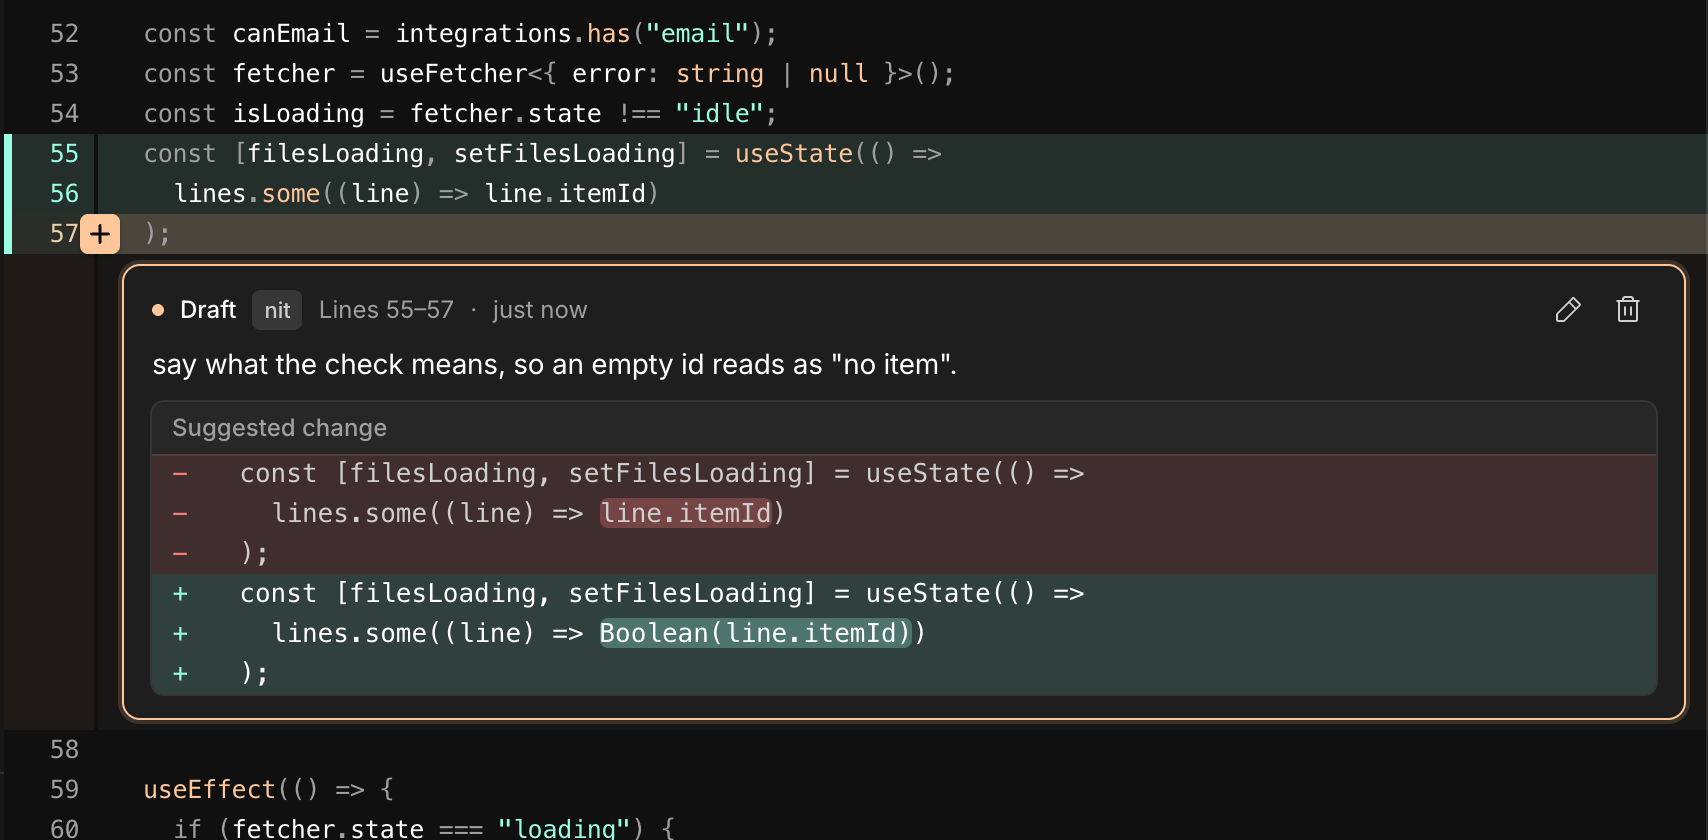 52 const canEmail = integrations.has("email");
53 const fetcher = useFetcher<{ error: string | null }>();
54 const isLoading = fetcher.state !== "idle";
55 const [filesLoading, setFilesLoading] = useState(() =>
56 lines.some((line) => line.itemId)
57 + );
Draft nit Lines 55–57 · just now
say what the check means, so an empty id reads as "no item".
Suggested change
− const [filesLoading, setFilesLoading] = useState(() =>
− lines.some((line) => line.itemId)
− );
+ const [filesLoading, setFilesLoading] = useState(() =>
+ lines.some((line) => Boolean(line.itemId))
+ );
58
59 useEffect(() => {
60 if (fetcher.state === "loading") {